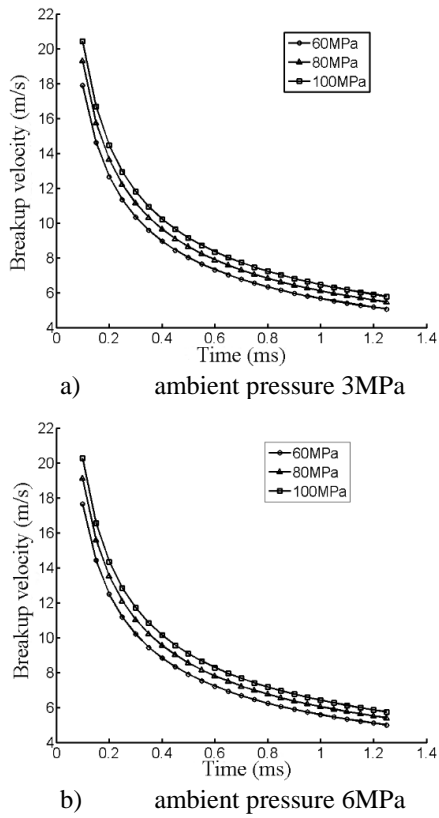 22
20
18
16
14
12
10
8
6
4
Breakup velocity (m/s)
60MPa
80MPa
100MPa
0 0.2 0.4 0.6 0.8 1 1.2 1.4
Time (ms)
a) ambient pressure 3MPa
22
20
18
16
14
12
10
8
6
4
Breakup velocity (m/s)
60MPa
80MPa
100MPa
0 0.2 0.4 0.6 0.8 1 1.2 1.4
Time (ms)
b) ambient pressure 6MPa